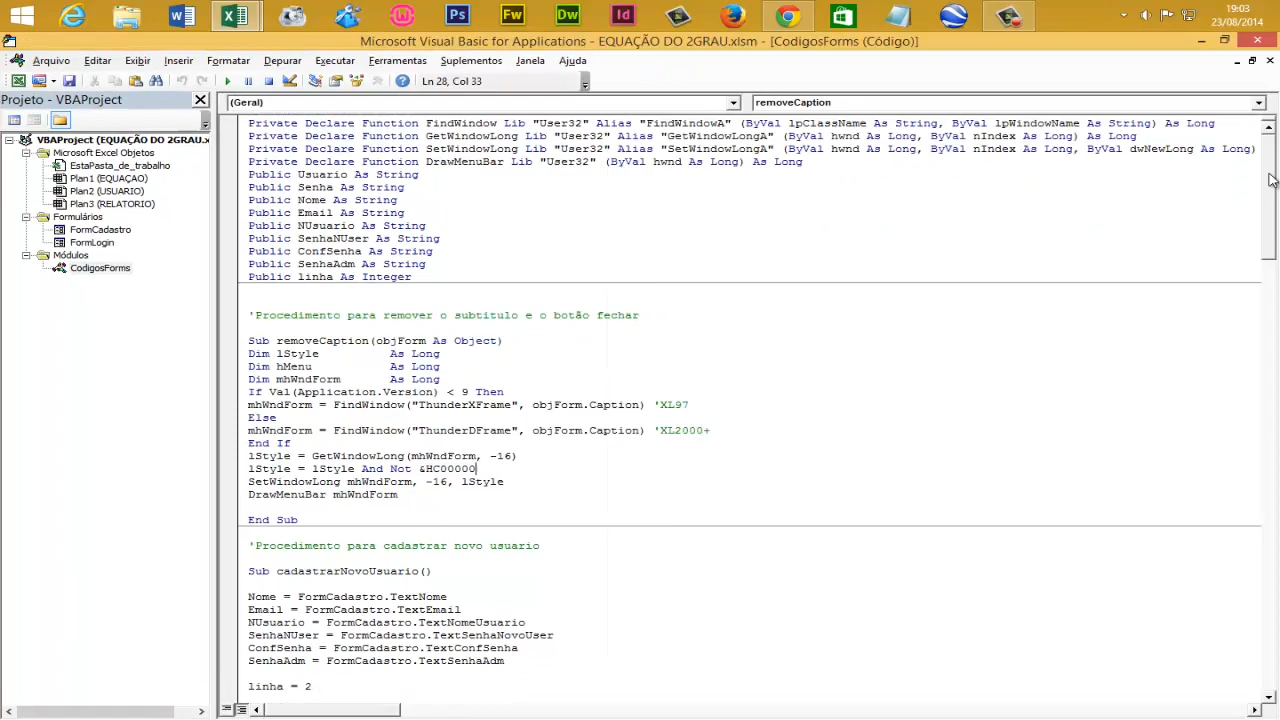 19:03
23/08/2014
Microsoft Visual Basic for Applications - EQUAÇÃO DO 2GRAU.xlsm - [CodigosForms (Código)]
Arquivo Editar Exibir Inserir Formatar Depurar Executar Ferramentas Suplementos Janela Ajuda
Ln 28, Col 33
Projeto - VBAProject
(Geral)
removeCaption
VBAProject (EQUAÇÃO DO 2GRAU.x
Microsoft Excel Objetos
EstaPasta_de_trabalho
Plan1 (EQUAÇAO)
Plan2 (USUARIO)
Plan3 (RELATORIO)
Formulários
FormCadastro
FormLogin
Módulos
CodigosForms
Private Declare Function FindWindow Lib "User32" Alias "FindWindowA" (ByVal lpClassName As String, ByVal lpWindowName As String) As Long
Private Declare Function GetWindowLong Lib "User32" Alias "GetWindowLongA" (ByVal hwnd As Long, ByVal nIndex As Long) As Long
Private Declare Function SetWindowLong Lib "User32" Alias "SetWindowLongA" (ByVal hwnd As Long, ByVal nIndex As Long, ByVal dwNewLong As Long)
Private Declare Function DrawMenuBar Lib "User32" (ByVal hwnd As Long) As Long
Public Usuario As String
Public Senha As String
Public Nome As String
Public Email As String
Public NUsuario As String
Public SenhaNUser As String
Public ConfSenha As String
Public SenhaAdm As String
Public linha As Integer
'Procedimento para remover o subtitulo e o botão fechar
Sub removeCaption(objForm As Object)
Dim lStyle As Long
Dim hMenu As Long
Dim mhWndForm As Long
If Val(Application.Version) < 9 Then
mhWndForm = FindWindow("ThunderXFrame", objForm.Caption) 'XL97
Else
mhWndForm = FindWindow("ThunderDFrame", objForm.Caption) 'XL2000+
End If
lStyle = GetWindowLong(mhWndForm, -16)
lStyle = lStyle And Not &HC00000
SetWindowLong mhWndForm, -16, lStyle
DrawMenuBar mhWndForm
End Sub
'Procedimento para cadastrar novo usuario
Sub cadastrarNovoUsuario()
Nome = FormCadastro.TextNome
Email = FormCadastro.TextEmail
NUsuario = FormCadastro.TextNomeUsuario
SenhaNUser = FormCadastro.TextSenhaNovoUser
ConfSenha = FormCadastro.TextConfSenha
SenhaAdm = FormCadastro.TextSenhaAdm
linha = 2